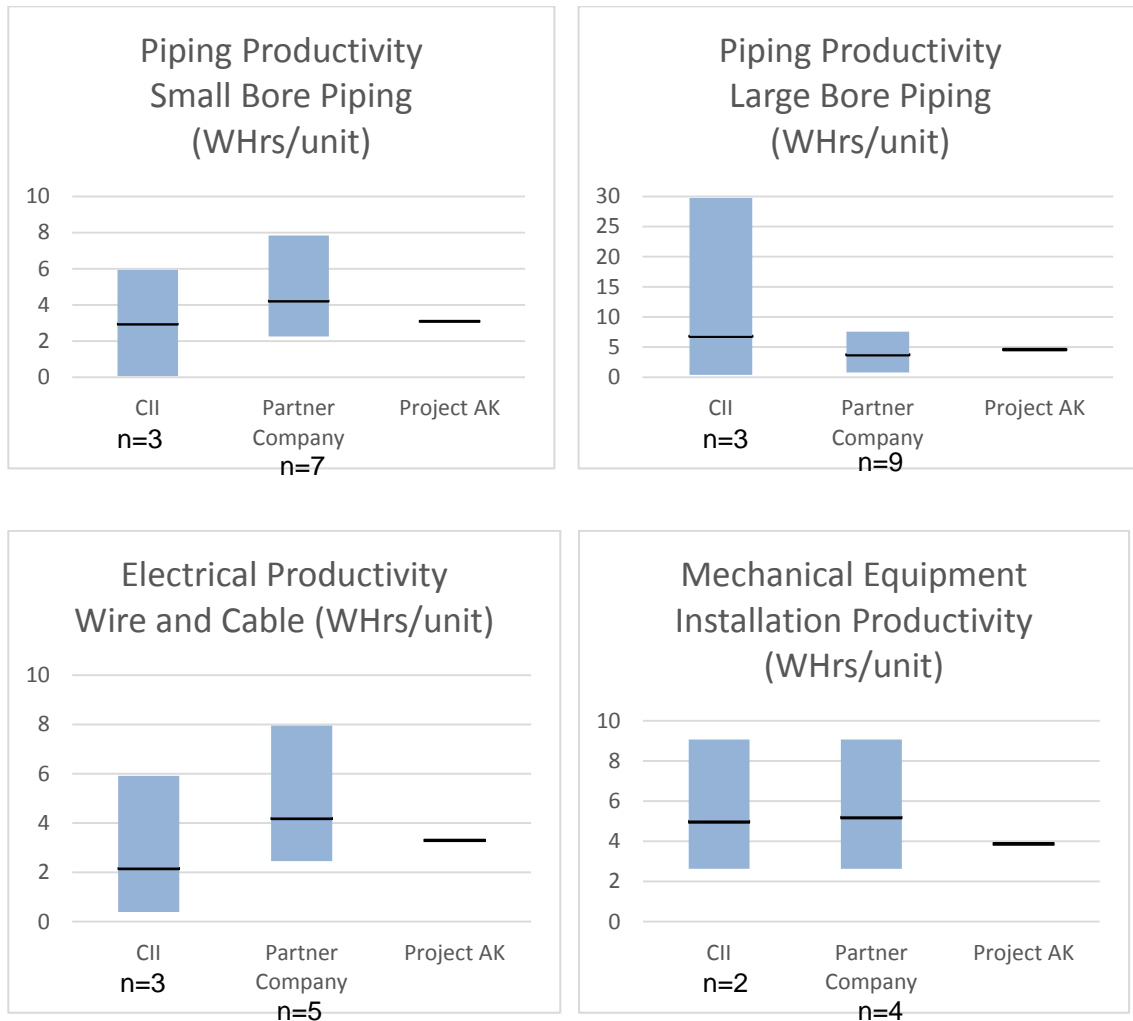 Piping Productivity
Small Bore Piping
(WHrs/unit)
10
8
6
4
2
0
CII
Partner
Company
Project AK
n=3
n=7
Piping Productivity
Large Bore Piping
(WHrs/unit)
30
25
20
15
10
5
0
CII
Partner
Company
Project AK
n=3
n=9
Electrical Productivity
Wire and Cable (WHrs/unit)
10
8
6
4
2
0
CII
Partner
Company
Project AK
n=3
n=5
Mechanical Equipment
Installation Productivity
(WHrs/unit)
10
8
6
4
2
0
CII
Partner
Company
Project AK
n=2
n=4